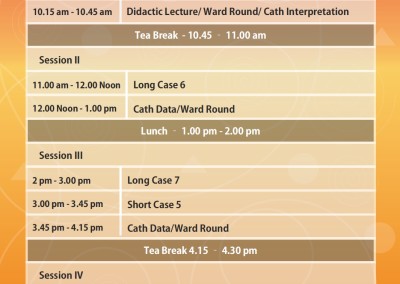 10.15 am - 10.45 am Didactic Lecture/ Ward Round/ Cath Interpretation
Tea Break - 10.45 - 11.00 am
Session II
11.00 am - 12.00 Noon Long Case 6
12.00 Noon - 1.00 pm Cath Data/Ward Round
Lunch - 1.00 pm - 2.00 pm
Session III
2 pm - 3.00 pm Long Case 7
3.00 pm - 3.45 pm Short Case 5
3.45 pm - 4.15 pm Cath Data/Ward Round
Tea Break 4.15 - 4.30 pm
Session IV